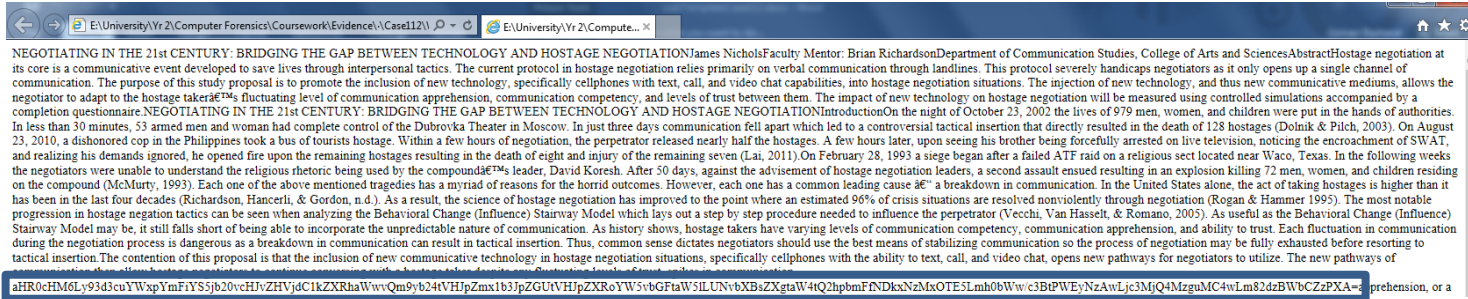 E:\University\Yr 2\Computer Forensics\Coursework\Evidence\-\Case112\\
E:\University\Yr 2\Compute...
NEGOTIATING IN THE 21st CENTURY: BRIDGING THE GAP BETWEEN TECHNOLOGY AND HOSTAGE NEGOTIATIONJames NicholsFaculty Mentor: Brian RichardsonDepartment of Communication Studies, College of Arts and SciencesAbstractHostage negotiation at
its core is a communicative event developed to save lives through interpersonal tactics. The current protocol in hostage negotiation relies primarily on verbal communication through landlines. This protocol severely handicaps negotiators as it only opens up a single channel of
communication. The purpose of this study proposal is to promote the inclusion of new technology, specifically cellphones with text, call, and video chat capabilities, into hostage negotiation situations. The injection of new technology, and thus new communicative mediums, allows the
negotiator to adapt to the hostage takerâ€™s fluctuating level of communication apprehension, communication competency, and levels of trust between them. The impact of new technology on hostage negotiation will be measured using controlled simulations accompanied by a
completion questionnaire.NEGOTIATING IN THE 21st CENTURY: BRIDGING THE GAP BETWEEN TECHNOLOGY AND HOSTAGE NEGOTIATIONIntroductionOn the night of October 23, 2002 the lives of 979 men, women, and children were put in the hands of authorities.
In less than 30 minutes, 53 armed men and woman had complete control of the Dubrovka Theater in Moscow. In just three days communication fell apart which led to a controversial tactical insertion that directly resulted in the death of 128 hostages (Dolnik & Pilch, 2003). On August
23, 2010, a dishonored cop in the Philippines took a bus of tourists hostage. Within a few hours of negotiation, the perpetrator released nearly half the hostages. A few hours later, upon seeing his brother being forcefully arrested on live television, noticing the encroachment of SWAT,
and realizing his demands ignored, he opened fire upon the remaining hostages resulting in the death of eight and injury of the remaining seven (Lai, 2011).On February 28, 1993 a siege began after a failed ATF raid on a religious sect located near Waco, Texas. In the following weeks
the negotiators were unable to understand the religious rhetoric being used by the compoundâ€™s leader, David Koresh. After 50 days, against the advisement of hostage negotiation leaders, a second assault ensued resulting in an explosion killing 72 men, women, and children residing
on the compound (McMurty, 1993). Each one of the above mentioned tragedies has a myriad of reasons for the horrid outcomes. However, each one has a common leading cause â€“ a breakdown in communication. In the United States alone, the act of taking hostages is higher than it
has been in the last four decades (Richardson, Hancerli, & Gordon, n.d.). As a result, the science of hostage negotiation has improved to the point where an estimated 96% of crisis situations are resolved nonviolently through negotiation (Rogan & Hammer 1995). The most notable
progression in hostage negation tactics can be seen when analyzing the Behavioral Change (Influence) Stairway Model which lays out a step by step procedure needed to influence the perpetrator (Vecchi, Van Hasselt, & Romano, 2005). As useful as the Behavioral Change (Influence)
Stairway Model may be, it still falls short of being able to incorporate the unpredictable nature of communication. As history shows, hostage takers have varying levels of communication competency, communication apprehension, and ability to trust. Each fluctuation in communication
during the negotiation process is dangerous as a breakdown in communication can result in tactical insertion. Thus, common sense dictates negotiators should use the best means of stabilizing communication so the process of negotiation may be fully exhausted before resorting to
tactical insertion.The contention of this proposal is that the inclusion of new communicative technology in hostage negotiation situations, specifically cellphones with the ability to text, call, and video chat, opens new pathways for negotiators to utilize. The new pathways of
communication then allow hostage negotiators to continue conversing with a hostage taker despite any fluctuating levels of trust, spikes in communication
aHR0cHM6Ly93d3cuYWxpYmFiYS5jb20vcHJvZHVjdC1kZXRhaWwvQm9yb24tVHJpZmx1b3JpZGUtVHJpZXRoYW5vbGFtaW5lLUNvbXBsZXgtaW4tQ2hpbmFfNDkxNzMxOTE5Lmh0bWw/c3BtPWEyNzAwLjc3MjQ4MzguMC4wLm82dzBWbCZzPXA=apprehension, or a